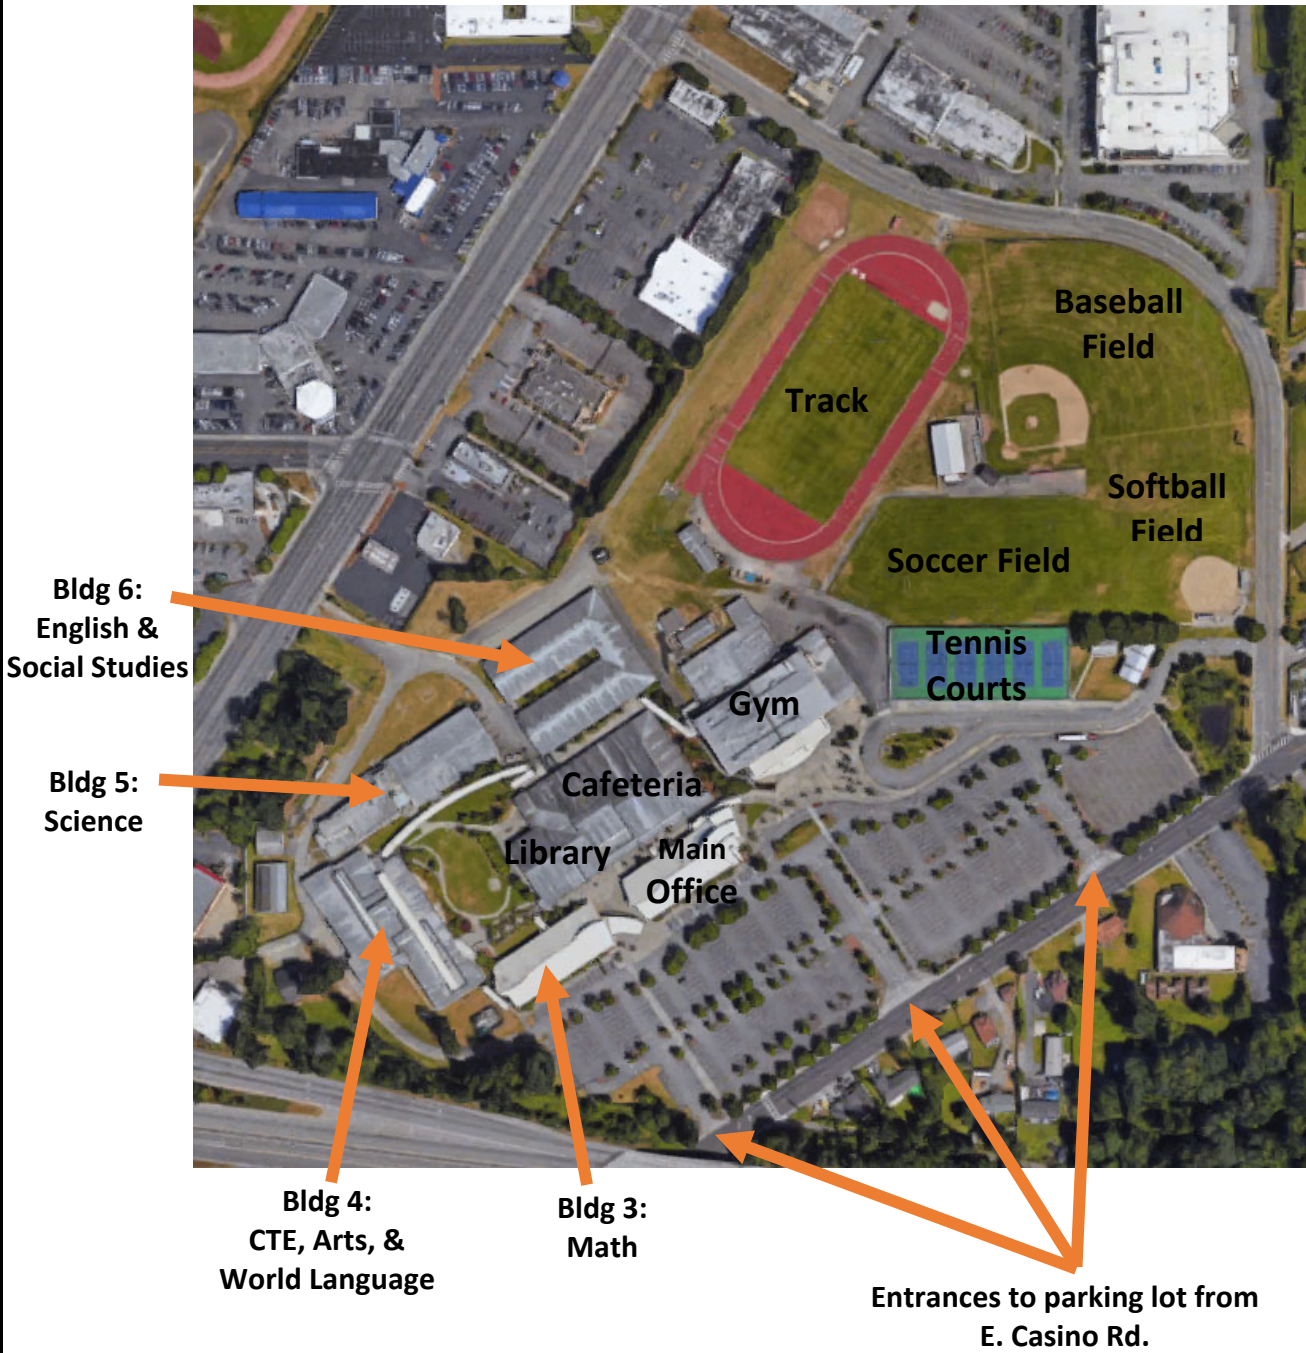 Baseball
Field
Track
Softball
Field
Soccer Field
Bldg 6:
English &
Social Studies
Tennis
Courts
Gym
Bldg 5:
Science
Cafeteria
Library
Main
Office
Bldg 4:
CTE, Arts, &
World Language
Bldg 3:
Math
Entrances to parking lot from
E. Casino Rd.